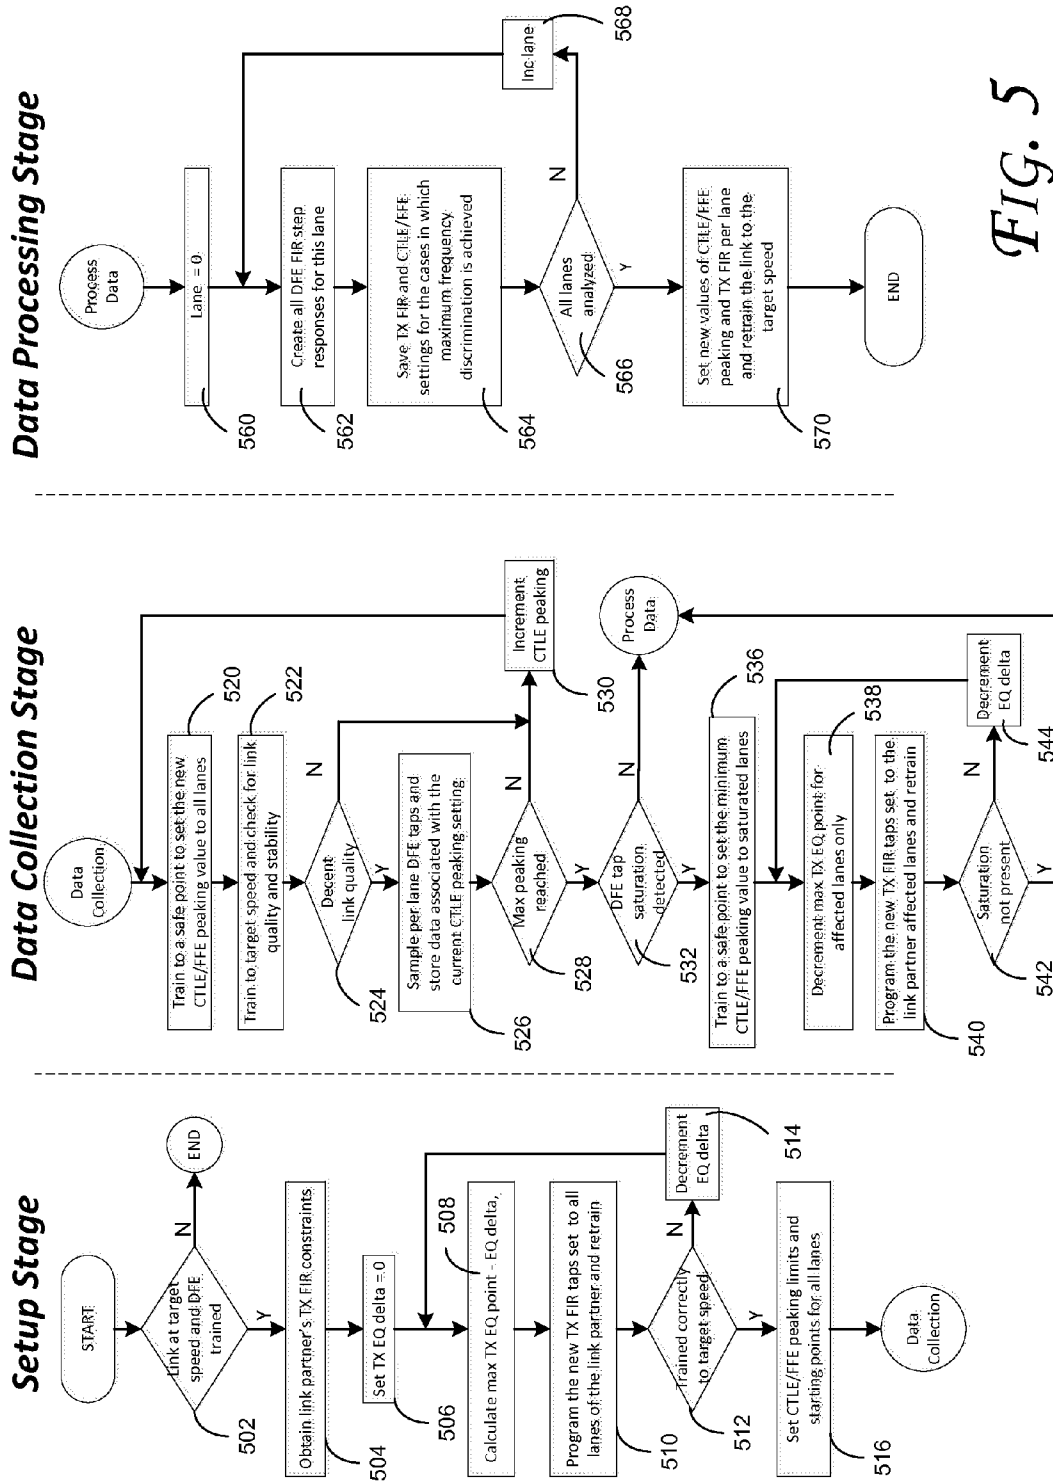 Setup Stage
START
Link at target
speed and DFE
trained
502
N
END
Y
Obtain link partner's TX FIR constraints
504
Set TX EQ delta = 0
506
Calculate max TX EQ point - EQ delta,
508
Program the new TX FIR taps set to all
lanes of the link partner and retrain
510
Trained correctly
to target speed
512
N
Decrement
EQ delta
514
Y
Set CTLE/FFE peaking limits and
starting points for all lanes
516
Data
Collection
Data Collection Stage
Data
Collection
Train to a safe point to set the new
CTLE/FFE peaking value to all lanes
520
Train to target speed and check for link
quality and stability
522
Decent
link quality
524
N
Y
Sample per lane DFE taps and
store data associated with the
current CTLE peaking setting
526
Max peaking
reached
528
N
Increment
CTLE peaking
530
Y
DFE tap
saturation
detected
532
N
Process
Data
Y
Train to a safe point to set the minimum
CTLE/FFE peaking value to saturated lanes
536
Decrement max TX EQ point for
affected lanes only
538
Program the new TX FIR taps set to the
link partner affected lanes and retrain
540
Saturation
not present
542
N
Decrement
EQ delta
544
Y
Data Processing Stage
Process
Data
Lane = 0
560
Create all DFE FIR step
responses for this lane
562
Save TX FIR and CTLE/FFE
settings for the cases in which
maximum frequency
discrimination is achieved
564
All lanes
analyzed
566
N
Inc lane
568
Y
Set new values of CTLE/FFE
peaking and TX FIR per lane
and retrain the link to the
target speed
570
END
FIG. 5